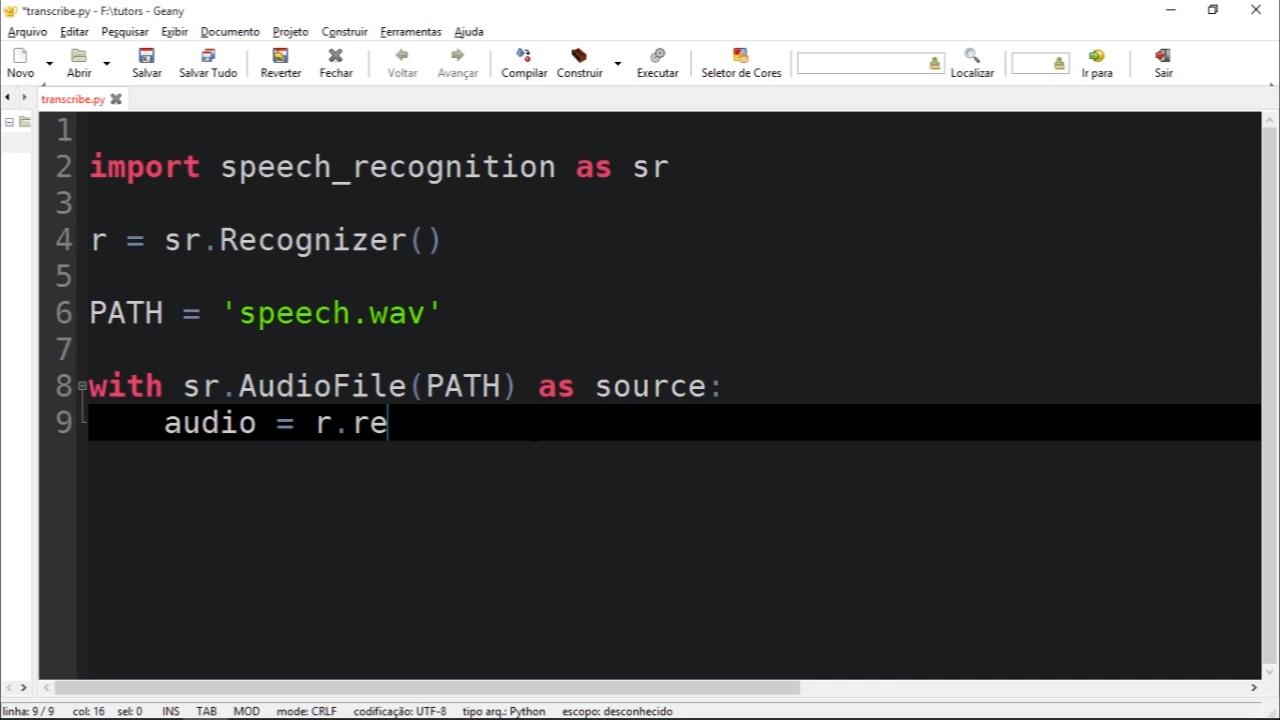 *transcribe.py - F:\tutors - Geany
Arquivo Editar Pesquisar Exibir Documento Projeto Construir Ferramentas Ajuda
Novo Abrir Salvar Salvar Tudo Reverter Fechar Voltar Avançar Compilar Construir Executar Seletor de Cores Localizar Ir para Sair
transcribe.py
1
2 import speech_recognition as sr
3
4 r = sr.Recognizer()
5
6 PATH = 'speech.wav'
7
8 with sr.AudioFile(PATH) as source:
9     audio = r.re
linha: 9 / 9 col: 16 sel: 0 INS TAB MOD mode: CRLF codificação: UTF-8 tipo arq.: Python escopo: desconhecido